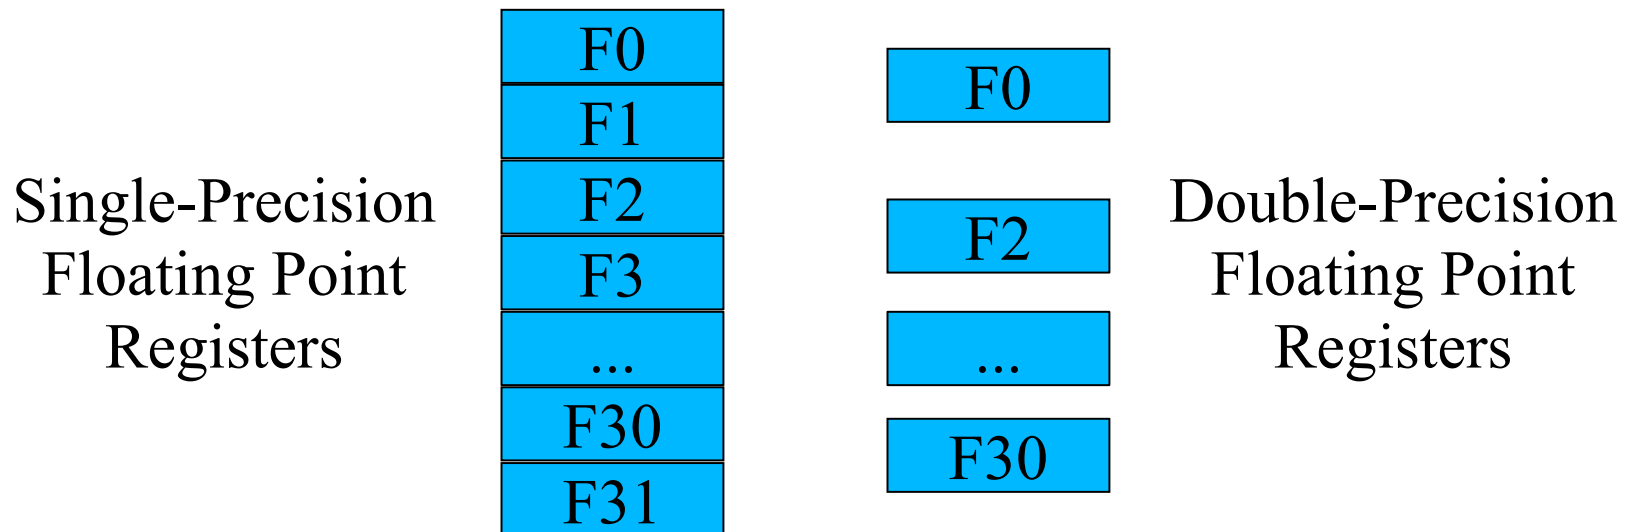 Single-Precision
Floating Point
Registers
F0
F1
F2
F3
...
F30
F31
F0
F2
...
F30
Double-Precision
Floating Point
Registers